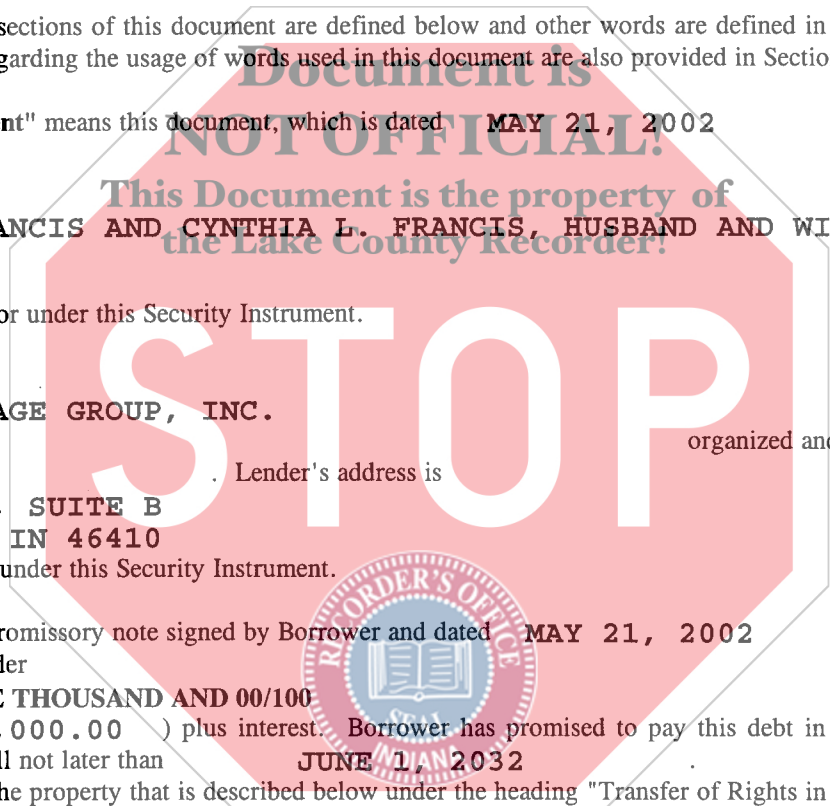 sections of this document are defined below and other words are defined in
garding the usage of words used in this document are also provided in Sectio
Document is
nt" means this document, which is dated MAY 21, 2002
NOT OFFICIAL!
This Document is the property of
ANCIS AND CYNTHIA L. FRANCIS, HUSBAND AND WI
the Lake County Recorder!
or under this Security Instrument.
STOP
AGE GROUP, INC.
organized and
. Lender's address is
SUITE B
IN 46410
under this Security Instrument.
RECORDER'S OFFICE
romissory note signed by Borrower and dated MAY 21, 2002
der
E THOUSAND AND 00/100
,000.00 ) plus interest. Borrower has promised to pay this debt in
SEAL
ll not later than JUNE 1, 2032 .
INDIANA
he property that is described below under the heading "Transfer of Rights in